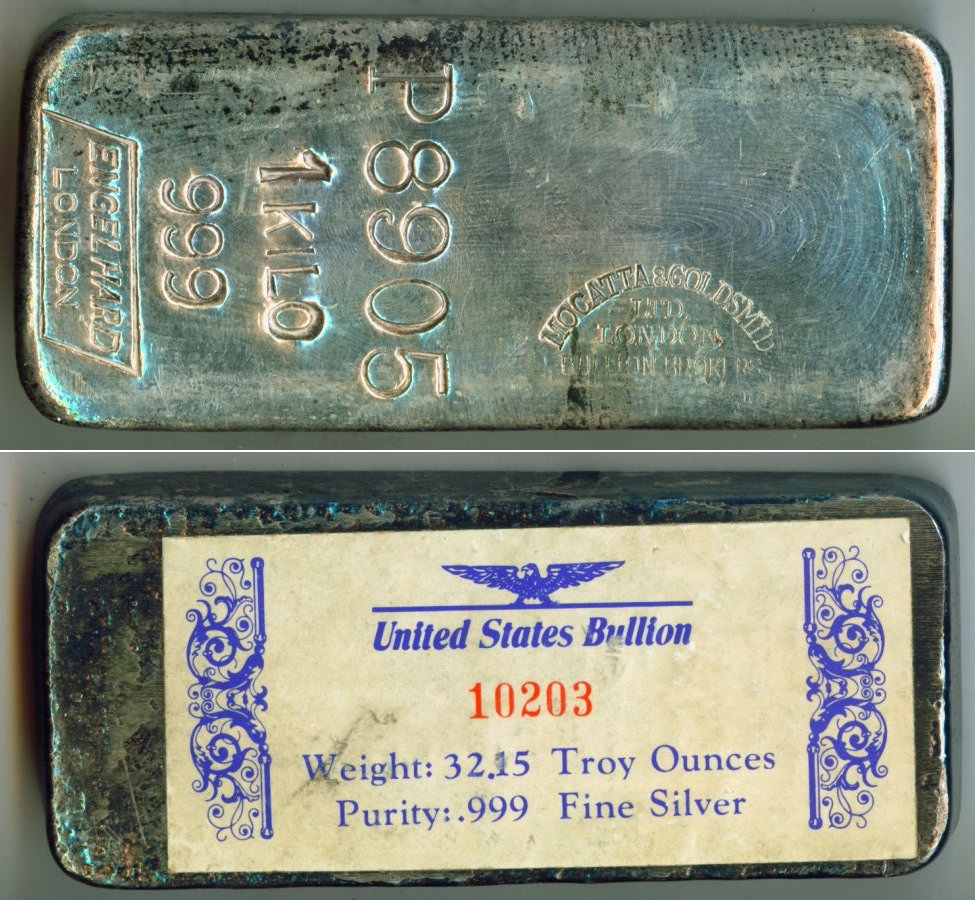 ENGELHARD
LONDON
999
1 KILO
P8905
MOCATTA & GOLDSMID
LTD.
LONDON
BULLION BROKERS
United States Bullion
10203
Weight: 32.15 Troy Ounces
Purity: .999 Fine Silver